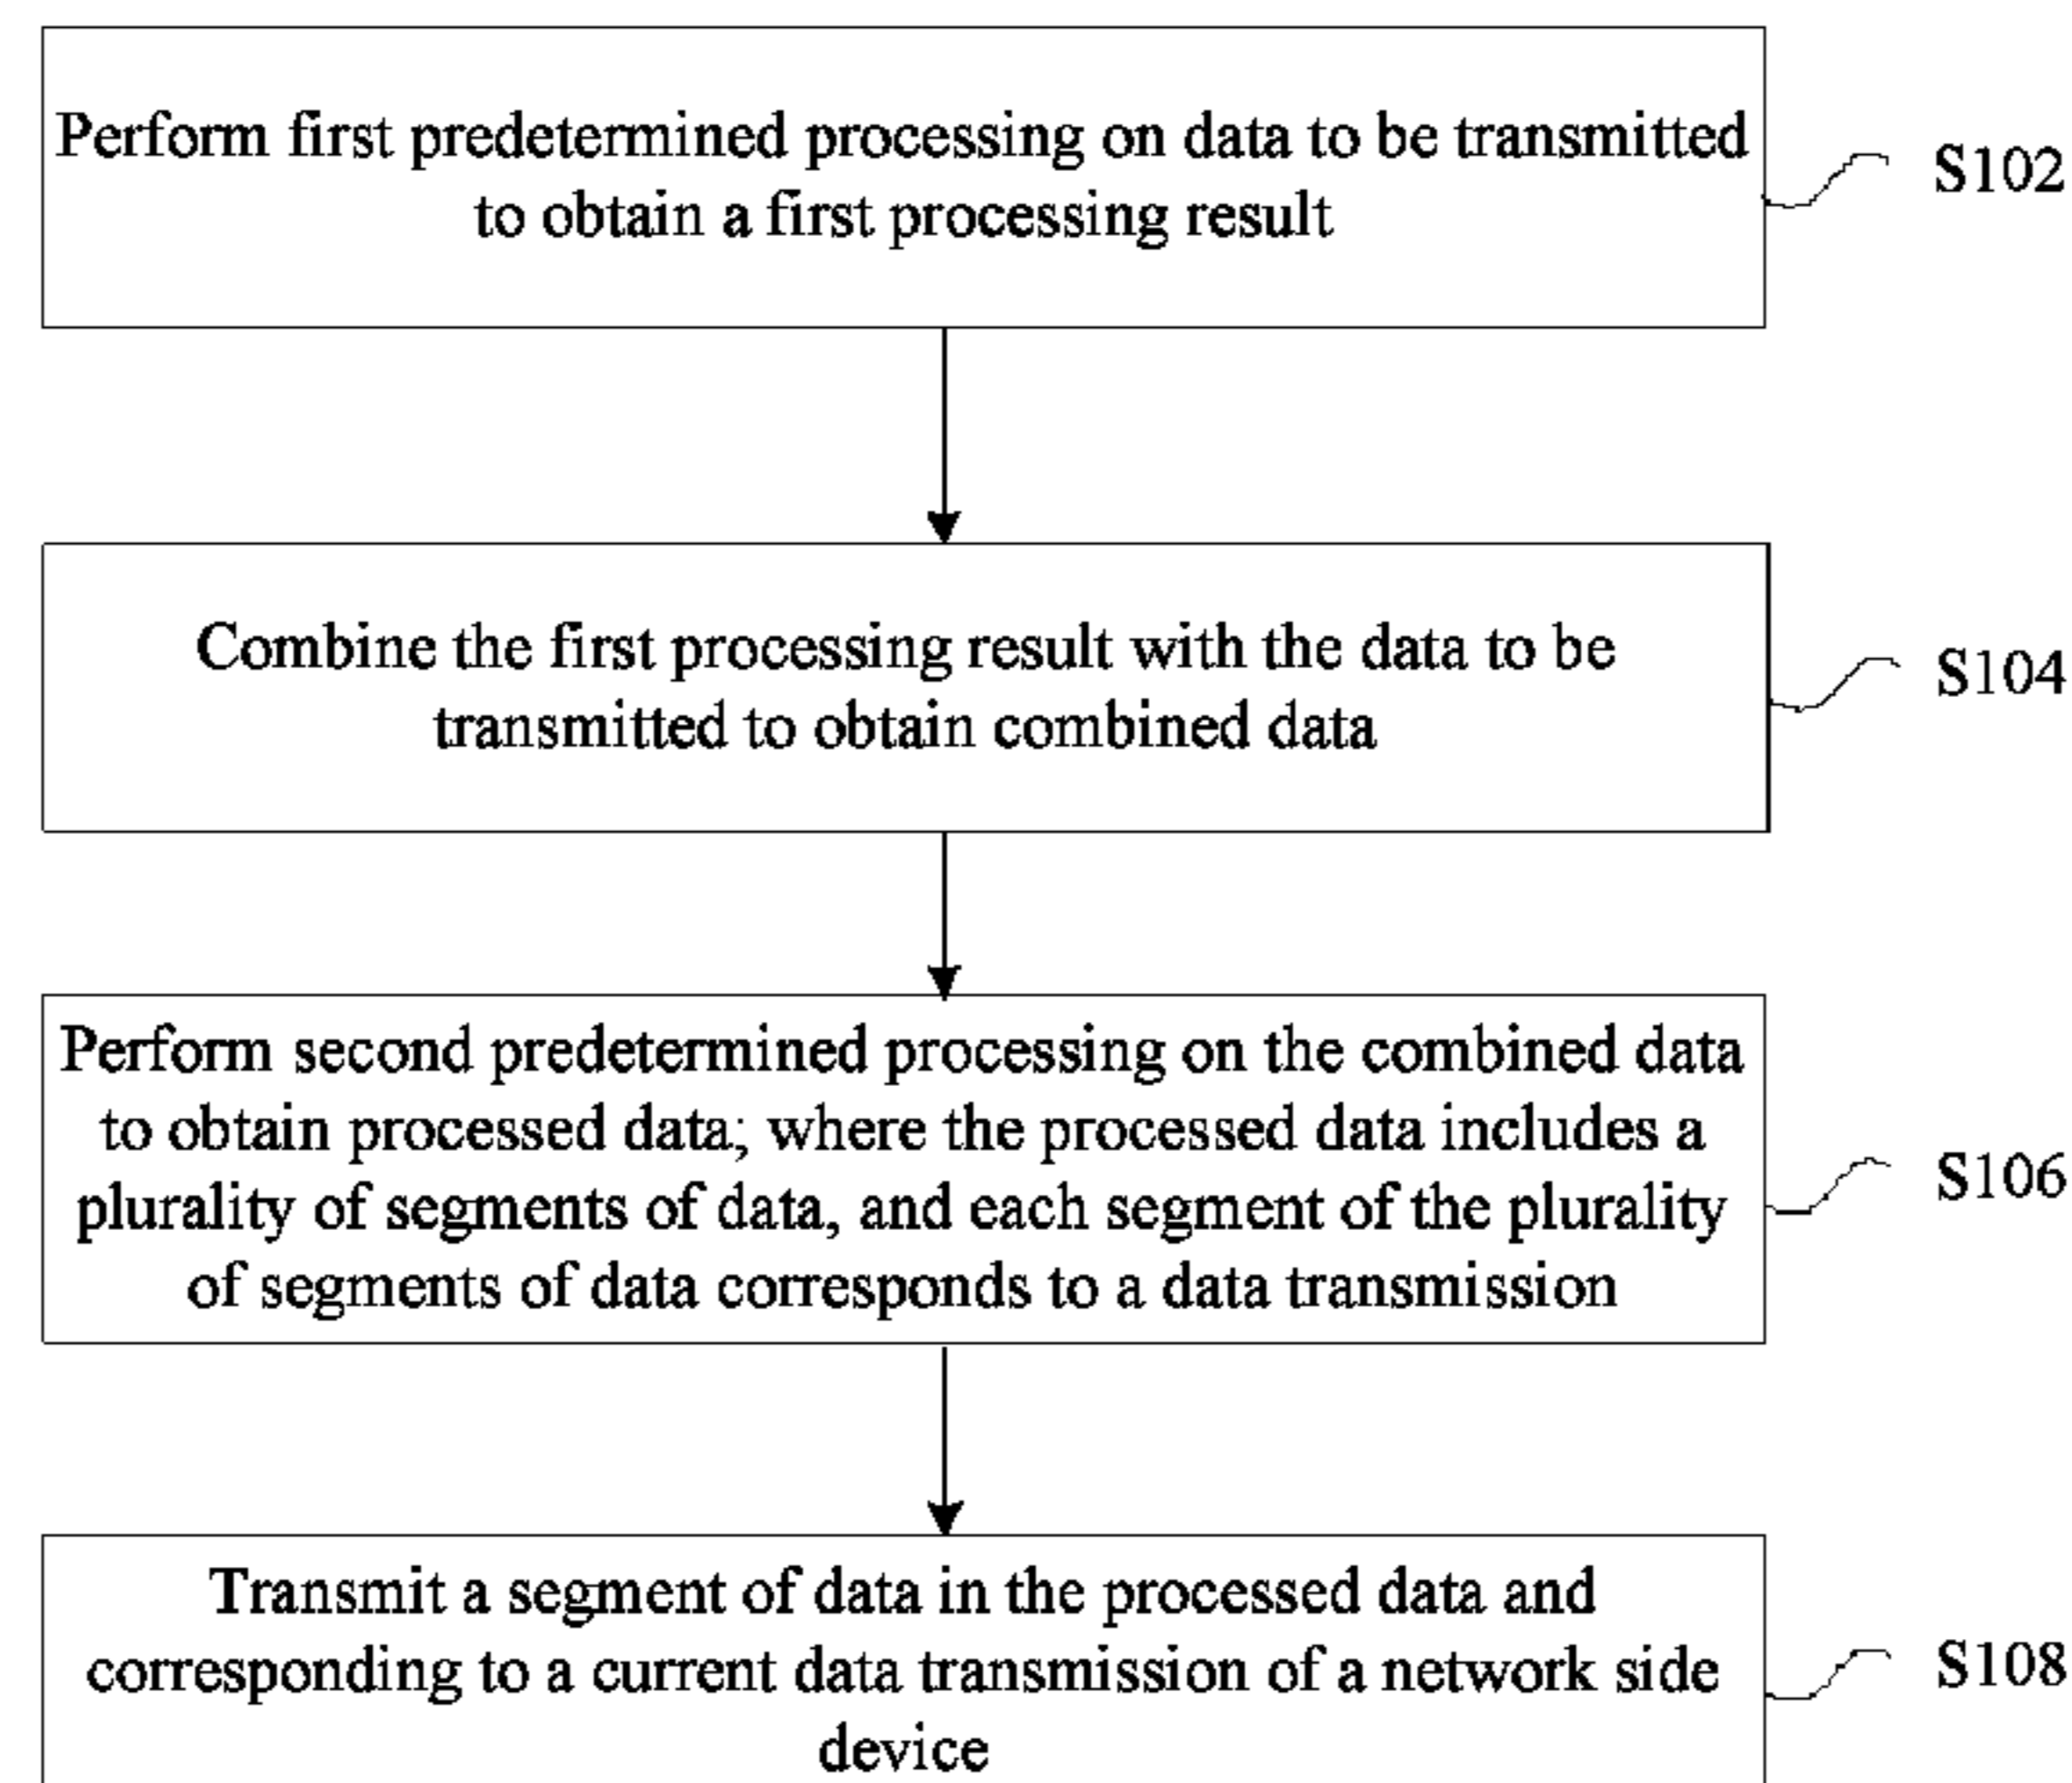 Perform first predetermined processing on data to be transmitted
to obtain a first processing result
S102
Combine the first processing result with the data to be
transmitted to obtain combined data
S104
Perform second predetermined processing on the combined data
to obtain processed data; where the processed data includes a
plurality of segments of data, and each segment of the plurality
of segments of data corresponds to a data transmission
S106
Transmit a segment of data in the processed data and
corresponding to a current data transmission of a network side
device
S108